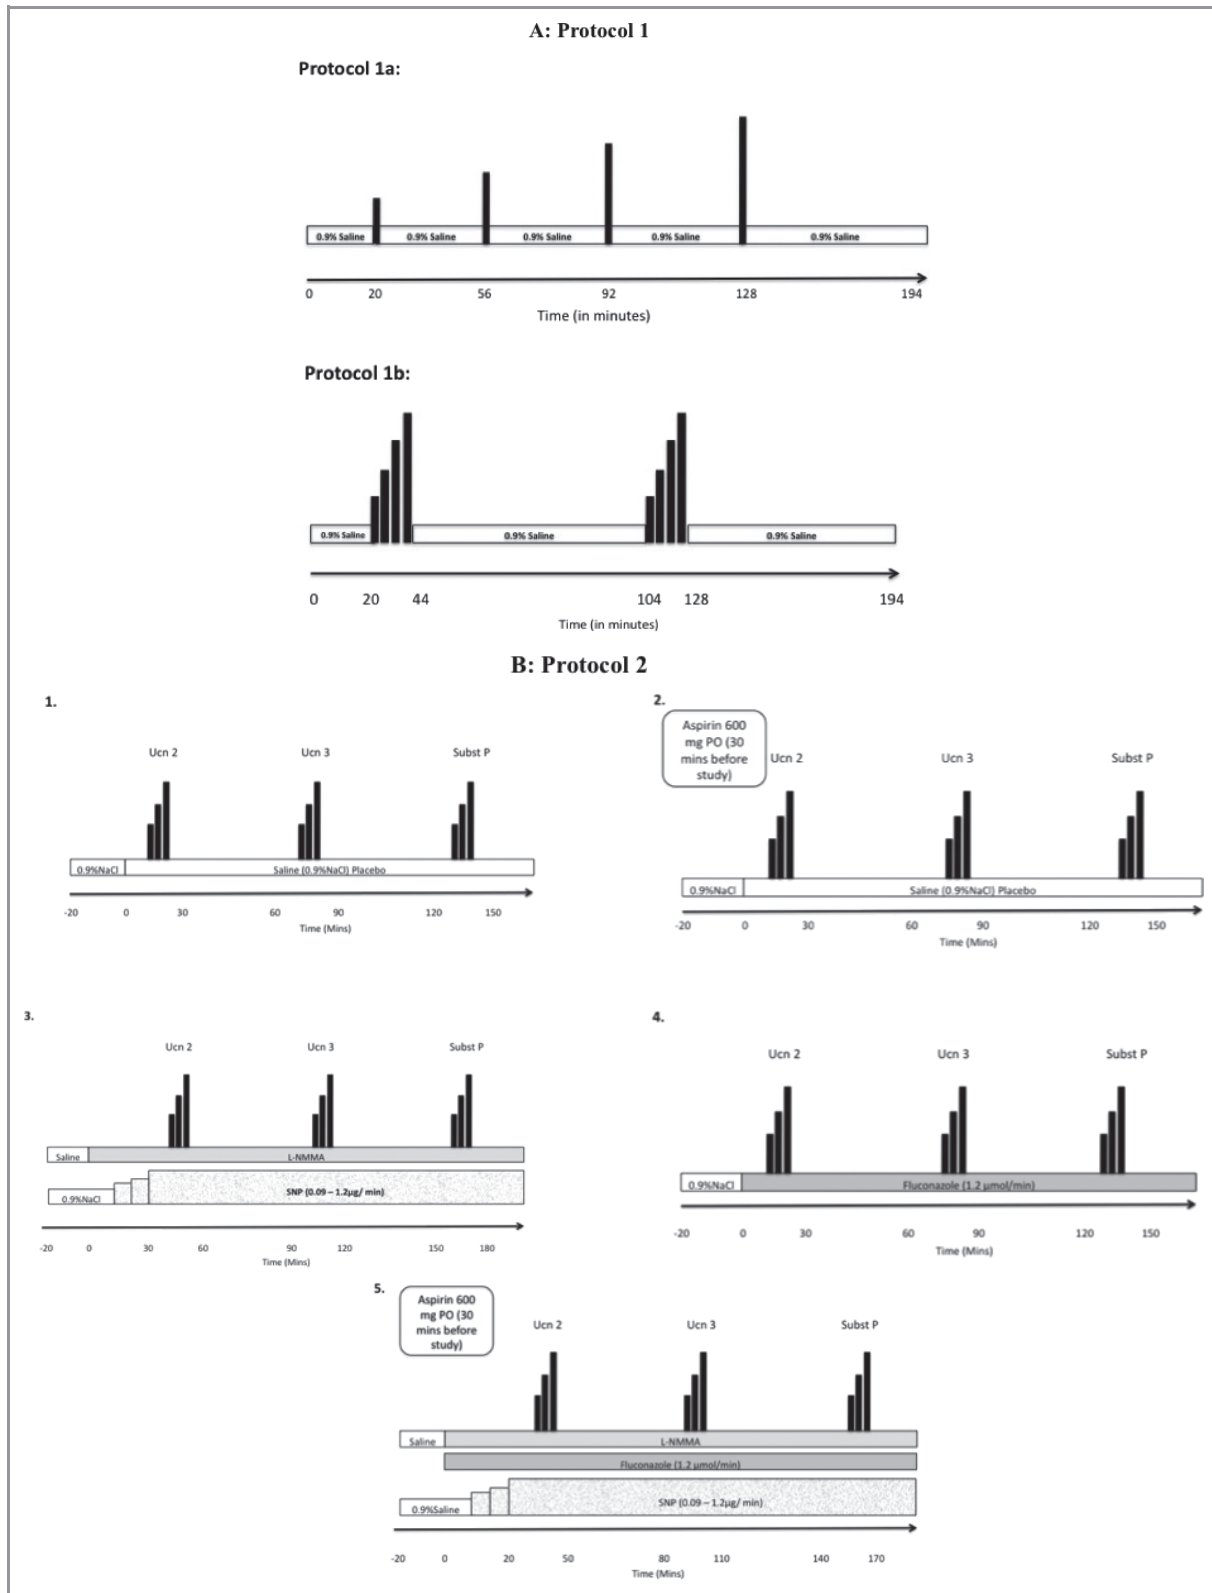 A: Protocol 1
Protocol 1a:
0.9% Saline 0.9% Saline 0.9% Saline 0.9% Saline 0.9% Saline
0 20 56 92 128 194
Time (in minutes)
Protocol 1b:
0.9% Saline 0.9% Saline 0.9% Saline
0 20 44 104 128 194
Time (in minutes)
B: Protocol 2
1.
Ucn 2 Ucn 3 Subst P
0.9%NaCl Saline (0.9%NaCl) Placebo
-20 0 30 60 90 120 150
Time (Mins)
2.
Aspirin 600
mg PO (30
mins before
study)
Ucn 2 Ucn 3 Subst P
0.9%NaCl Saline (0.9%NaCl) Placebo
-20 0 30 60 90 120 150
Time (Mins)
3.
Ucn 2 Ucn 3 Subst P
Saline L-NMMA
0.9%NaCl SNP (0.09 – 1.2µg/ min)
-20 0 30 60 90 120 150 180
Time (Mins)
4.
Ucn 2 Ucn 3 Subst P
0.9%NaCl Fluconazole (1.2 µmol/min)
-20 0 30 60 90 120 150
Time (Mins)
5.
Aspirin 600
mg PO (30
mins before
study)
Ucn 2 Ucn 3 Subst P
Saline L-NMMA
Fluconazole (1.2 µmol/min)
0.9%Saline SNP (0.09 – 1.2µg/ min)
-20 0 20 50 80 110 140 170
Time (Mins)